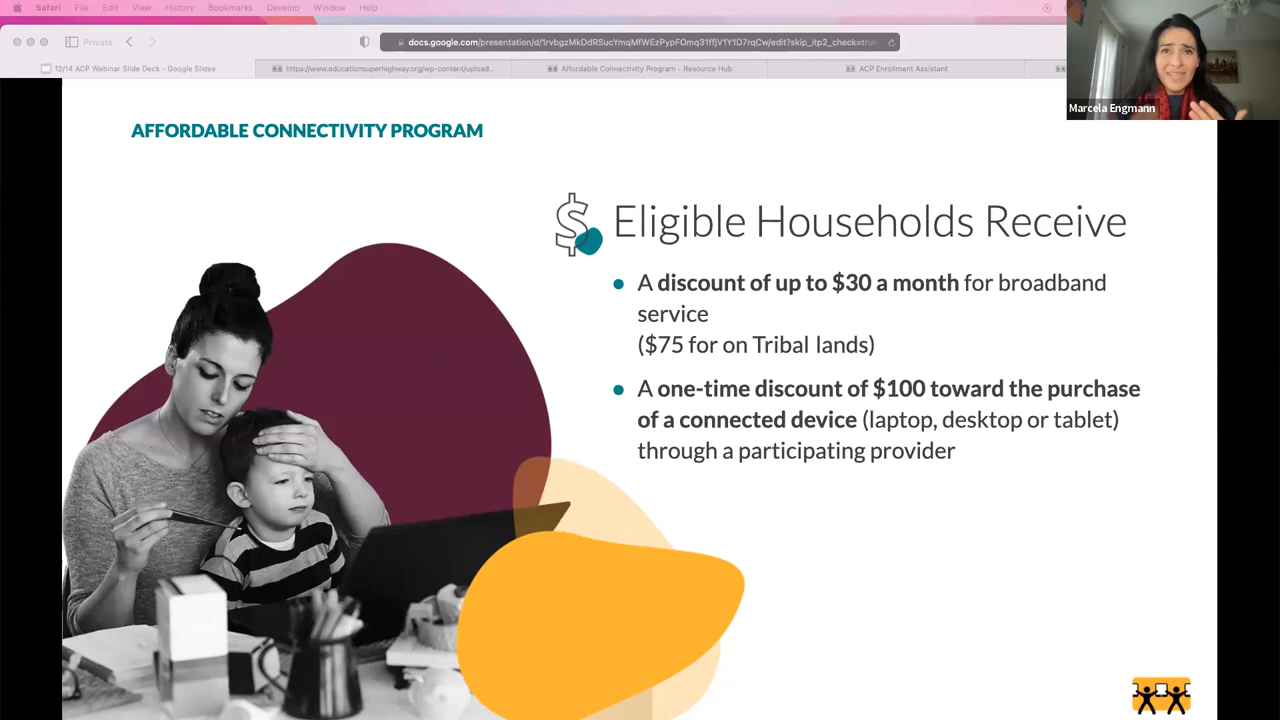 Safari File Edit View History Bookmarks Develop Window Help
Private
docs.google.com/presentation/d/1rvbgzMkDdRSucYmqMfWEzPypFOmq31ffjV1Y1D7rqCw/edit?skip_itp2_check=true
12/14 ACP Webinar Slide Deck - Google Slides
https://www.educationsuperhighway.org/wp-content/upload...
Affordable Connectivity Program - Resource Hub
ACP Enrollment Assistant
Marcela Engmann
AFFORDABLE CONNECTIVITY PROGRAM
Eligible Households Receive
A discount of up to $30 a month for broadband
service
($75 for on Tribal lands)
A one-time discount of $100 toward the purchase
of a connected device (laptop, desktop or tablet)
through a participating provider